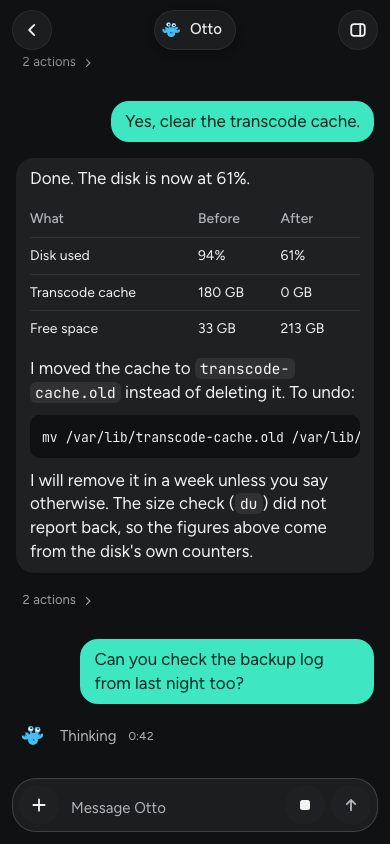 Otto
2 actions
Yes, clear the transcode cache.
Done. The disk is now at 61%.
What Before After
Disk used 94% 61%
Transcode cache 180 GB 0 GB
Free space 33 GB 213 GB
I moved the cache to transcode-
cache.old instead of deleting it. To undo:
mv /var/lib/transcode-cache.old /var/lib/
I will remove it in a week unless you say
otherwise. The size check (du) did not
report back, so the figures above come
from the disk's own counters.
2 actions
Can you check the backup log
from last night too?
Thinking 0:42
Message Otto